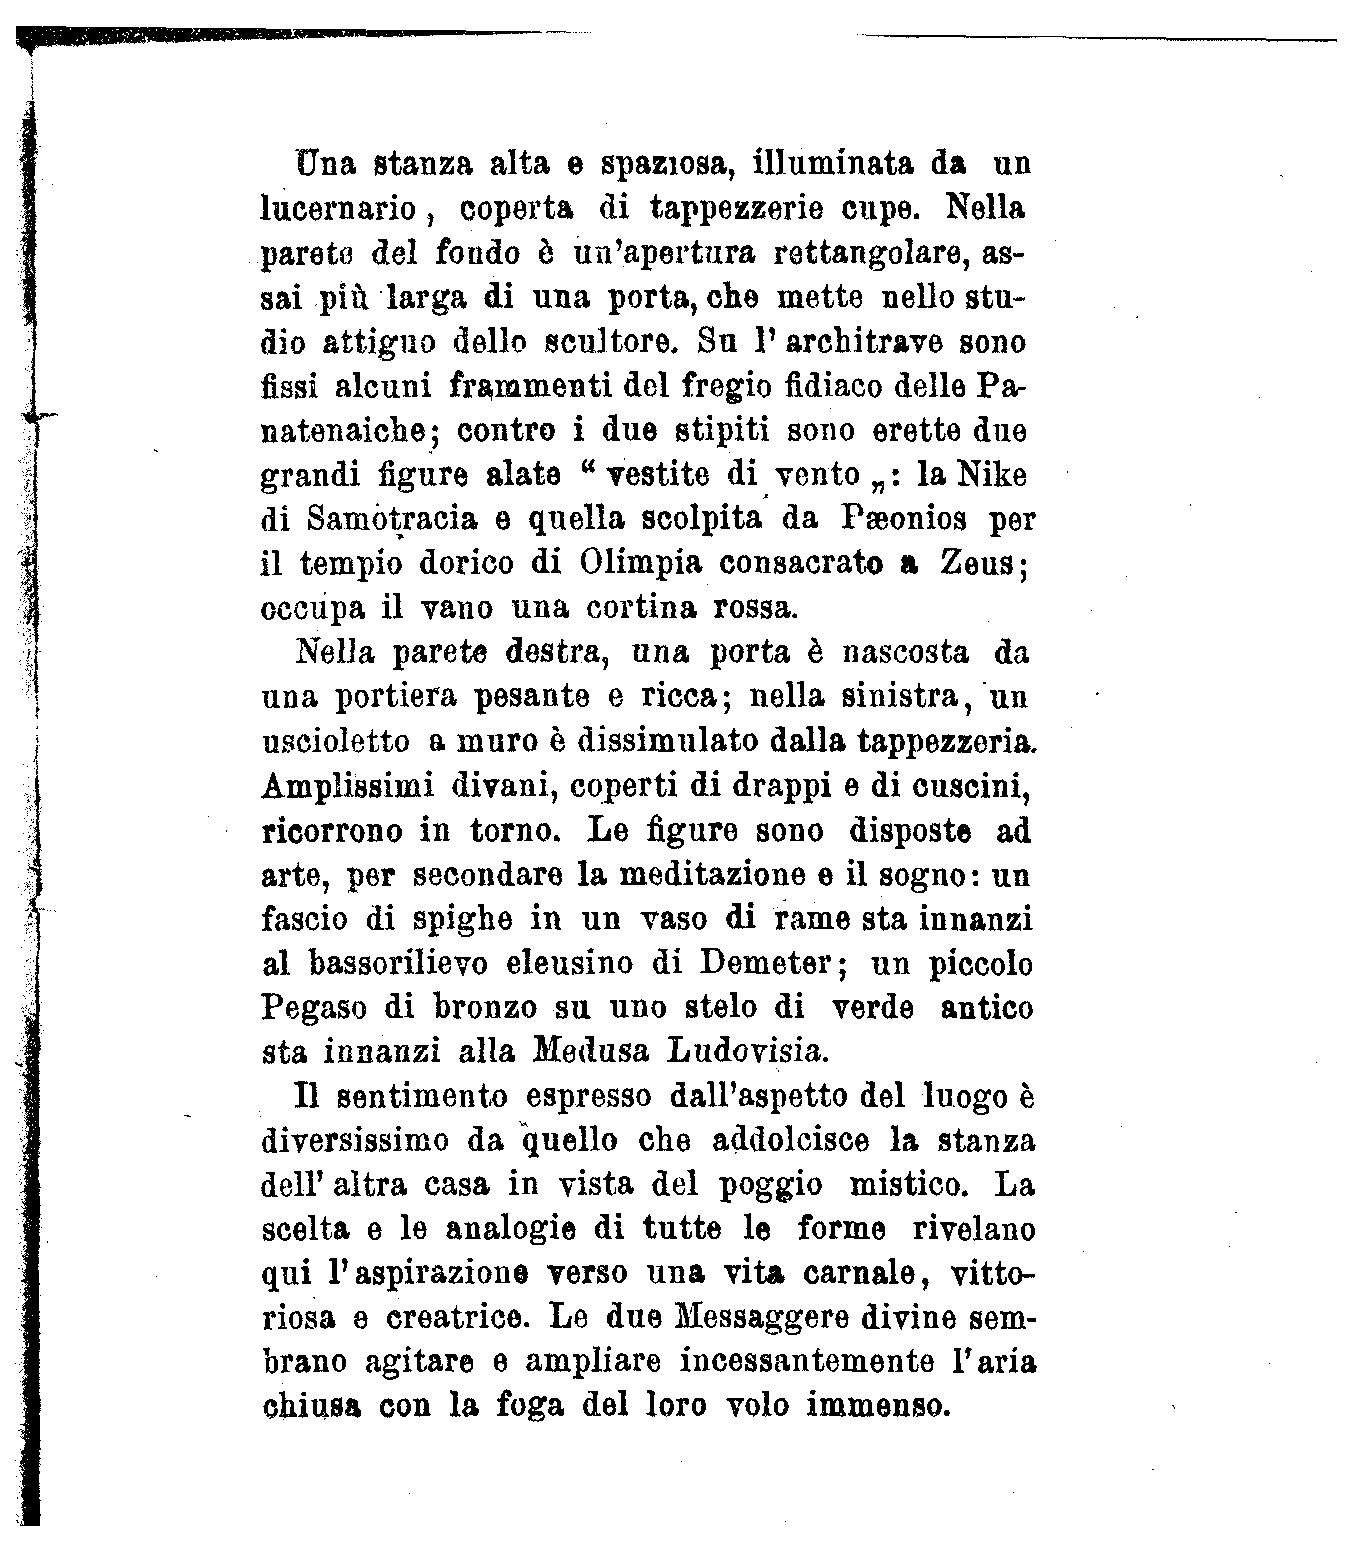 Una stanza alta e spaziosa, illuminata da un
lucernario, coperta di tappezzerie cupe. Nella
parete del fondo è un'apertura rettangolare, as-
sai più larga di una porta, che mette nello stu-
dio attiguo dello scultore. Su l'architrave sono
fissi alcuni frammenti del fregio fidiaco delle Pa-
natenaiche; contro i due stipiti sono erette due
grandi figure alate “ vestite di vento „: la Nike
di Samotracia e quella scolpita da Pæonios per
il tempio dorico di Olimpia consacrato a Zeus;
occupa il vano una cortina rossa.
Nella parete destra, una porta è nascosta da
una portiera pesante e ricca; nella sinistra, un
uscioletto a muro è dissimulato dalla tappezzeria.
Amplissimi divani, coperti di drappi e di cuscini,
ricorrono in torno. Le figure sono disposte ad
arte, per secondare la meditazione e il sogno: un
fascio di spighe in un vaso di rame sta innanzi
al bassorilievo eleusino di Demeter; un piccolo
Pegaso di bronzo su uno stelo di verde antico
sta innanzi alla Medusa Ludovisia.
Il sentimento espresso dall'aspetto del luogo è
diversissimo da quello che addolcisce la stanza
dell'altra casa in vista del poggio mistico. La
scelta e le analogie di tutte le forme rivelano
qui l'aspirazione verso una vita carnale, vitto-
riosa e creatrice. Le due Messaggere divine sem-
brano agitare e ampliare incessantemente l'aria
chiusa con la foga del loro volo immenso.